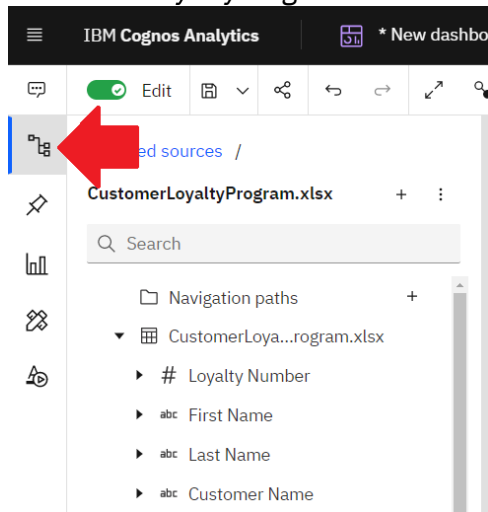 IBM Cognos Analytics
* New dashbo
Edit
ed sources /
CustomerLoyaltyProgram.xlsx + ⋮
Search
Navigation paths +
CustomerLoya...rogram.xlsx
# Loyalty Number
abc First Name
abc Last Name
abc Customer Name